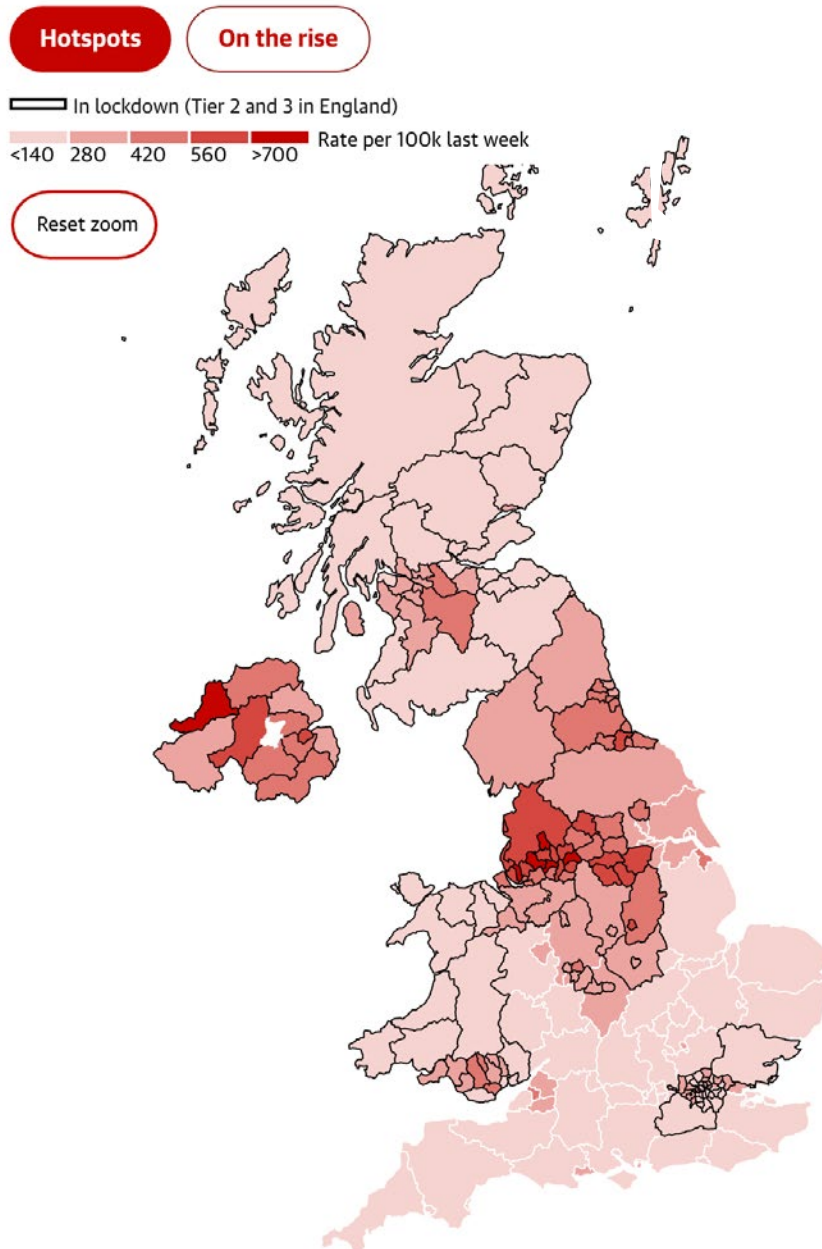 Hotspots
On the rise
In lockdown (Tier 2 and 3 in England)
<140 280 420 560 >700 Rate per 100k last week
Reset zoom